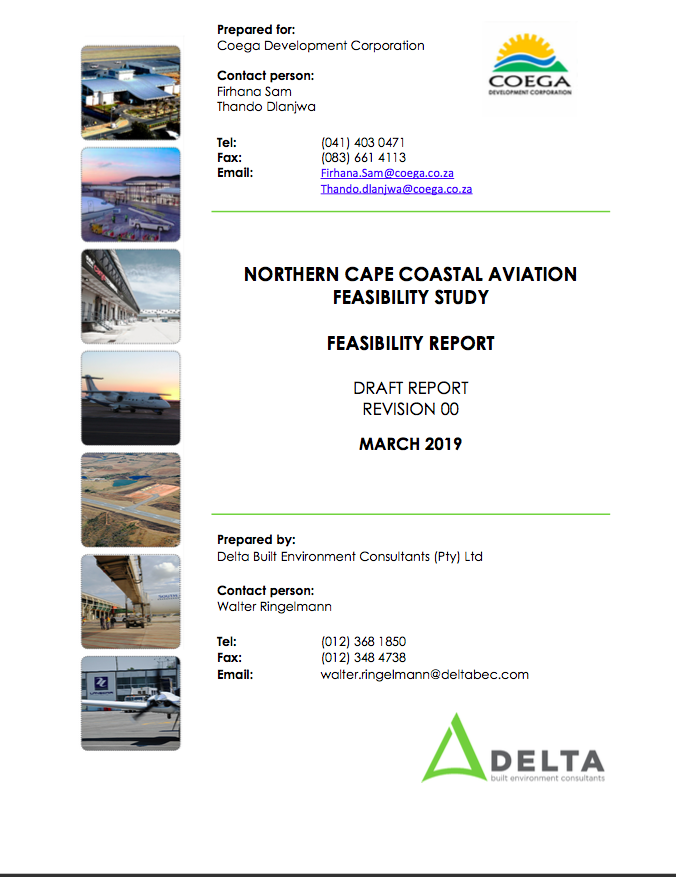 Prepared for:
Coega Development Corporation
COEGA
DEVELOPMENT CORPORATION
Contact person:
Firhana Sam
Thando Dlanjwa
Tel: (041) 403 0471
Fax: (083) 661 4113
Email: Firhana.Sam@coega.co.za
Thando.dlanjwa@coega.co.za
NORTHERN CAPE COASTAL AVIATION
FEASIBILITY STUDY
FEASIBILITY REPORT
DRAFT REPORT
REVISION 00
MARCH 2019
Prepared by:
Delta Built Environment Consultants (Pty) Ltd
Contact person:
Walter Ringelmann
Tel: (012) 368 1850
Fax: (012) 348 4738
Email: walter.ringelmann@deltabec.com
DELTA
built environment consultants